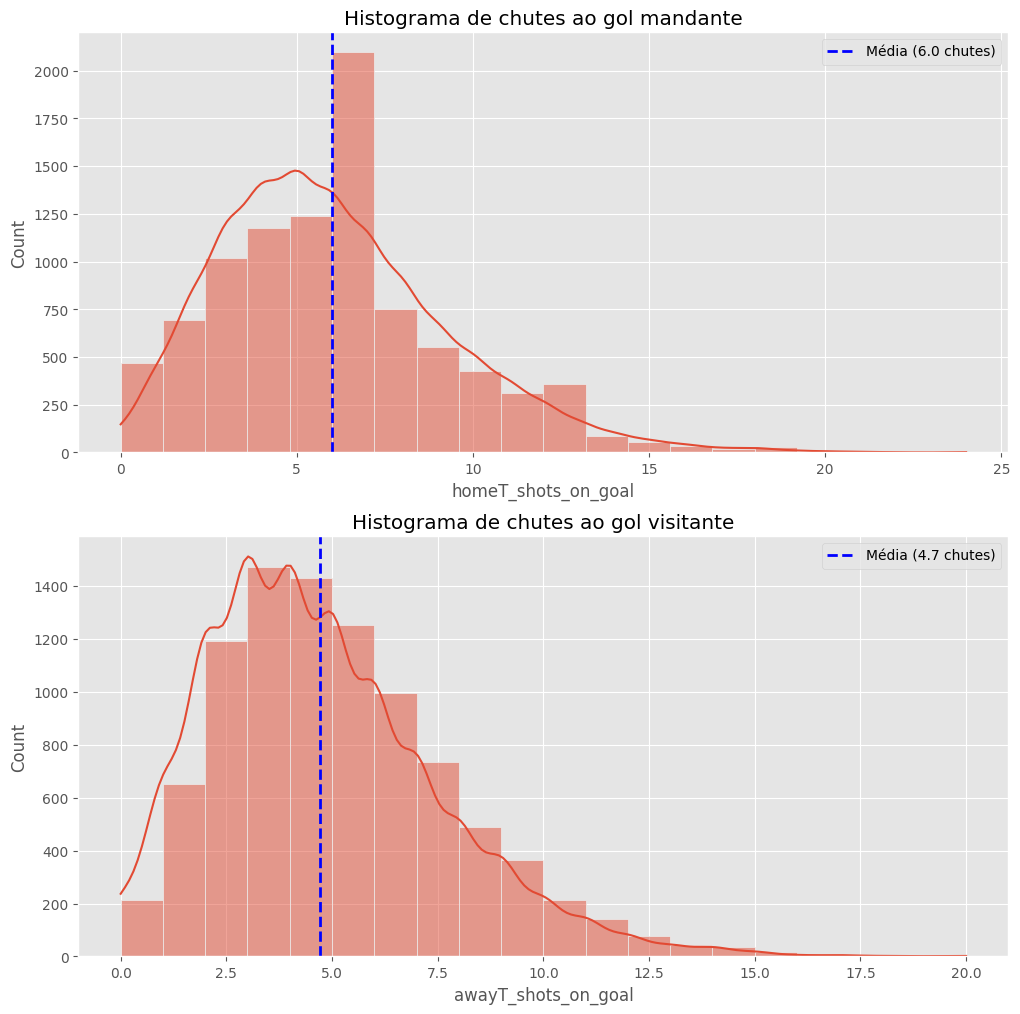 Histograma de chutes ao gol mandante
Média (6.0 chutes)
2000
1750
1500
1250
1000
750
500
250
0
Count
0 5 10 15 20 25
homeT_shots_on_goal
Histograma de chutes ao gol visitante
Média (4.7 chutes)
1400
1200
1000
800
600
400
200
0
Count
0.0 2.5 5.0 7.5 10.0 12.5 15.0 17.5 20.0
awayT_shots_on_goal